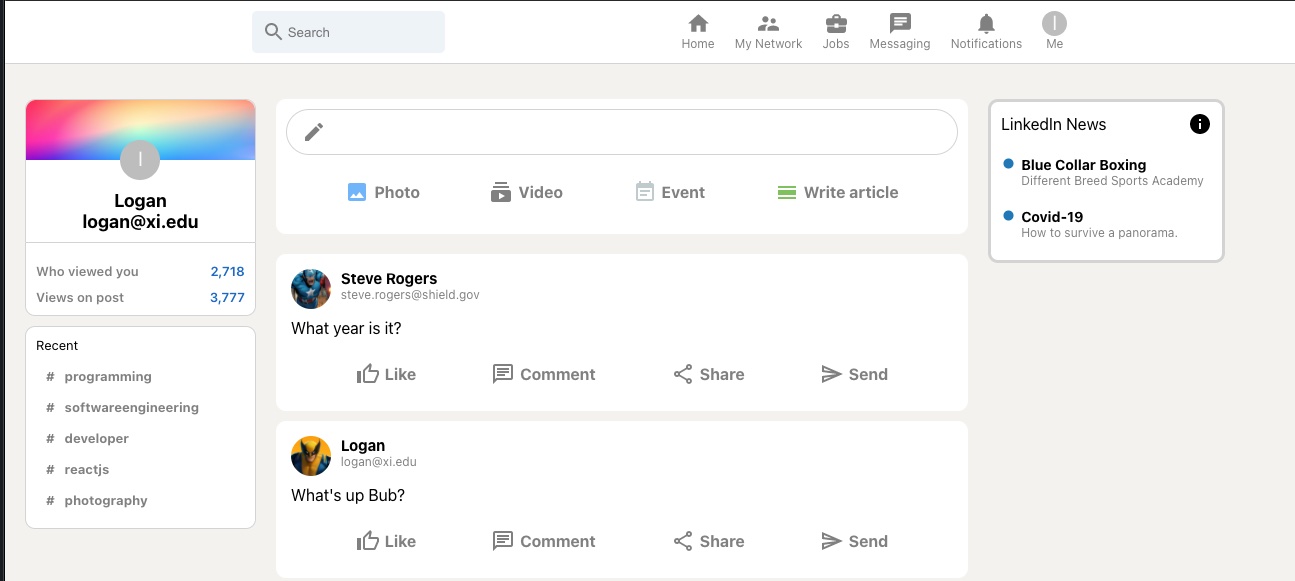 Search
Home
My Network
Jobs
Messaging
Notifications
I
Me
I
Logan
logan@xi.edu
Who viewed you 2,718
Views on post 3,777
Recent
# programming
# softwareengineering
# developer
# reactjs
# photography
Photo
Video
Event
Write article
Steve Rogers
steve.rogers@shield.gov
What year is it?
Like
Comment
Share
Send
Logan
logan@xi.edu
What's up Bub?
Like
Comment
Share
Send
LinkedIn News
Blue Collar Boxing
Different Breed Sports Academy
Covid-19
How to survive a panorama.